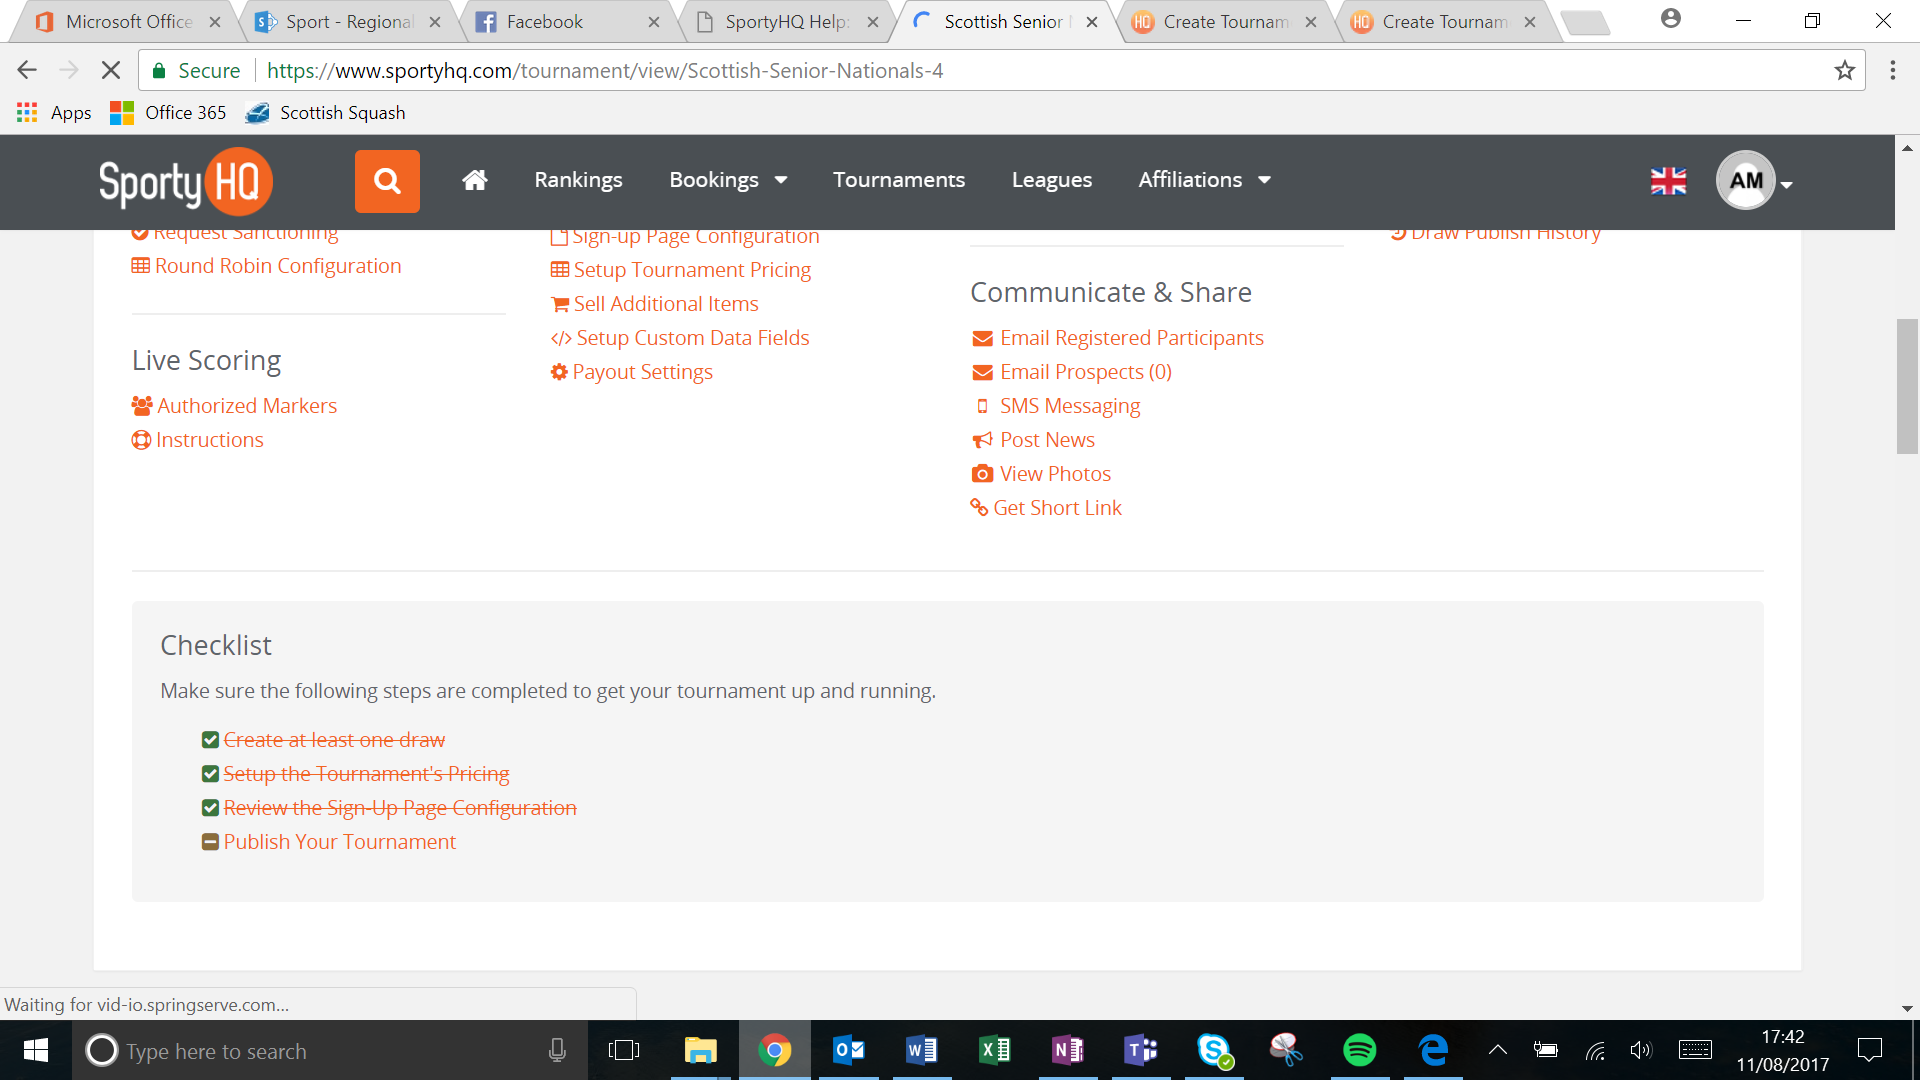 Microsoft Office
Sport - Regional
Facebook
SportyHQ Help:
Scottish Senior
Create Tournam
Create Tournam
Secure
https://www.sportyhq.com/tournament/view/Scottish-Senior-Nationals-4
Apps
Office 365
Scottish Squash
SportyHQ
Rankings
Bookings
Tournaments
Leagues
Affiliations
AM
Request Sanctioning
Round Robin Configuration
Live Scoring
Authorized Markers
Instructions
Sign-up Page Configuration
Setup Tournament Pricing
Sell Additional Items
Setup Custom Data Fields
Payout Settings
Communicate & Share
Email Registered Participants
Email Prospects (0)
SMS Messaging
Post News
View Photos
Get Short Link
Draw Publish History
Checklist
Make sure the following steps are completed to get your tournament up and running.
Create at least one draw
Setup the Tournament's Pricing
Review the Sign-Up Page Configuration
Publish Your Tournament
Waiting for vid-io.springserve.com...
Type here to search
17:42
11/08/2017